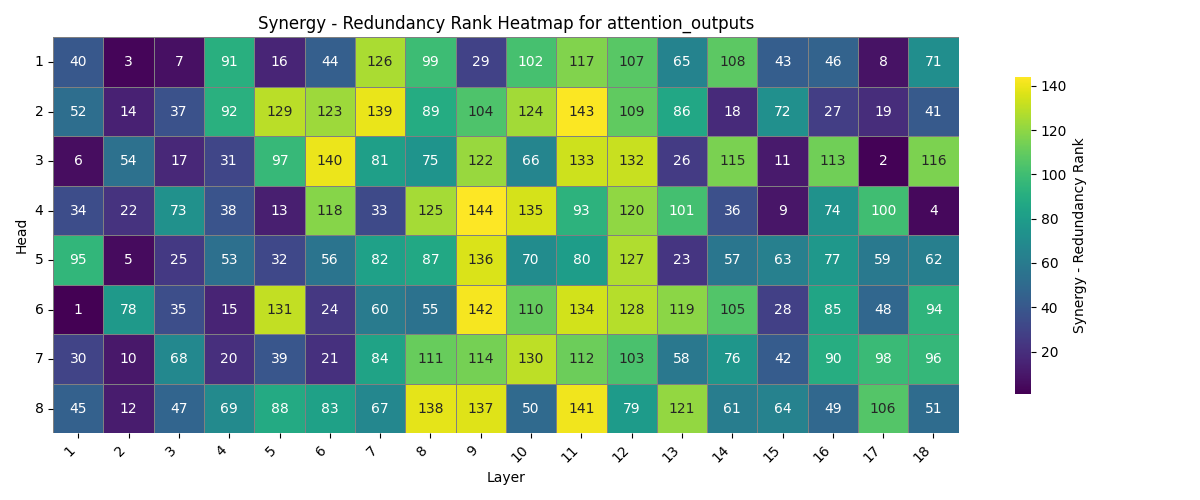 Synergy - Redundancy Rank Heatmap for attention_outputs
1 40 3 7 91 16 44 126 99 29 102 117 107 65 108 43 46 8 71
2 52 14 37 92 129 123 139 89 104 124 143 109 86 18 72 27 19 41
3 6 54 17 31 97 140 81 75 122 66 133 132 26 115 11 113 2 116
4 34 22 73 38 13 118 33 125 144 135 93 120 101 36 9 74 100 4
5 95 5 25 53 32 56 82 87 136 70 80 127 23 57 63 77 59 62
6 1 78 35 15 131 24 60 55 142 110 134 128 119 105 28 85 48 94
7 30 10 68 20 39 21 84 111 114 130 112 103 58 76 42 90 98 96
8 45 12 47 69 88 83 67 138 137 50 141 79 121 61 64 49 106 51
1 2 3 4 5 6 7 8 9 10 11 12 13 14 15 16 17 18
Layer
Head
140
120
100
80
60
40
20
Synergy - Redundancy Rank